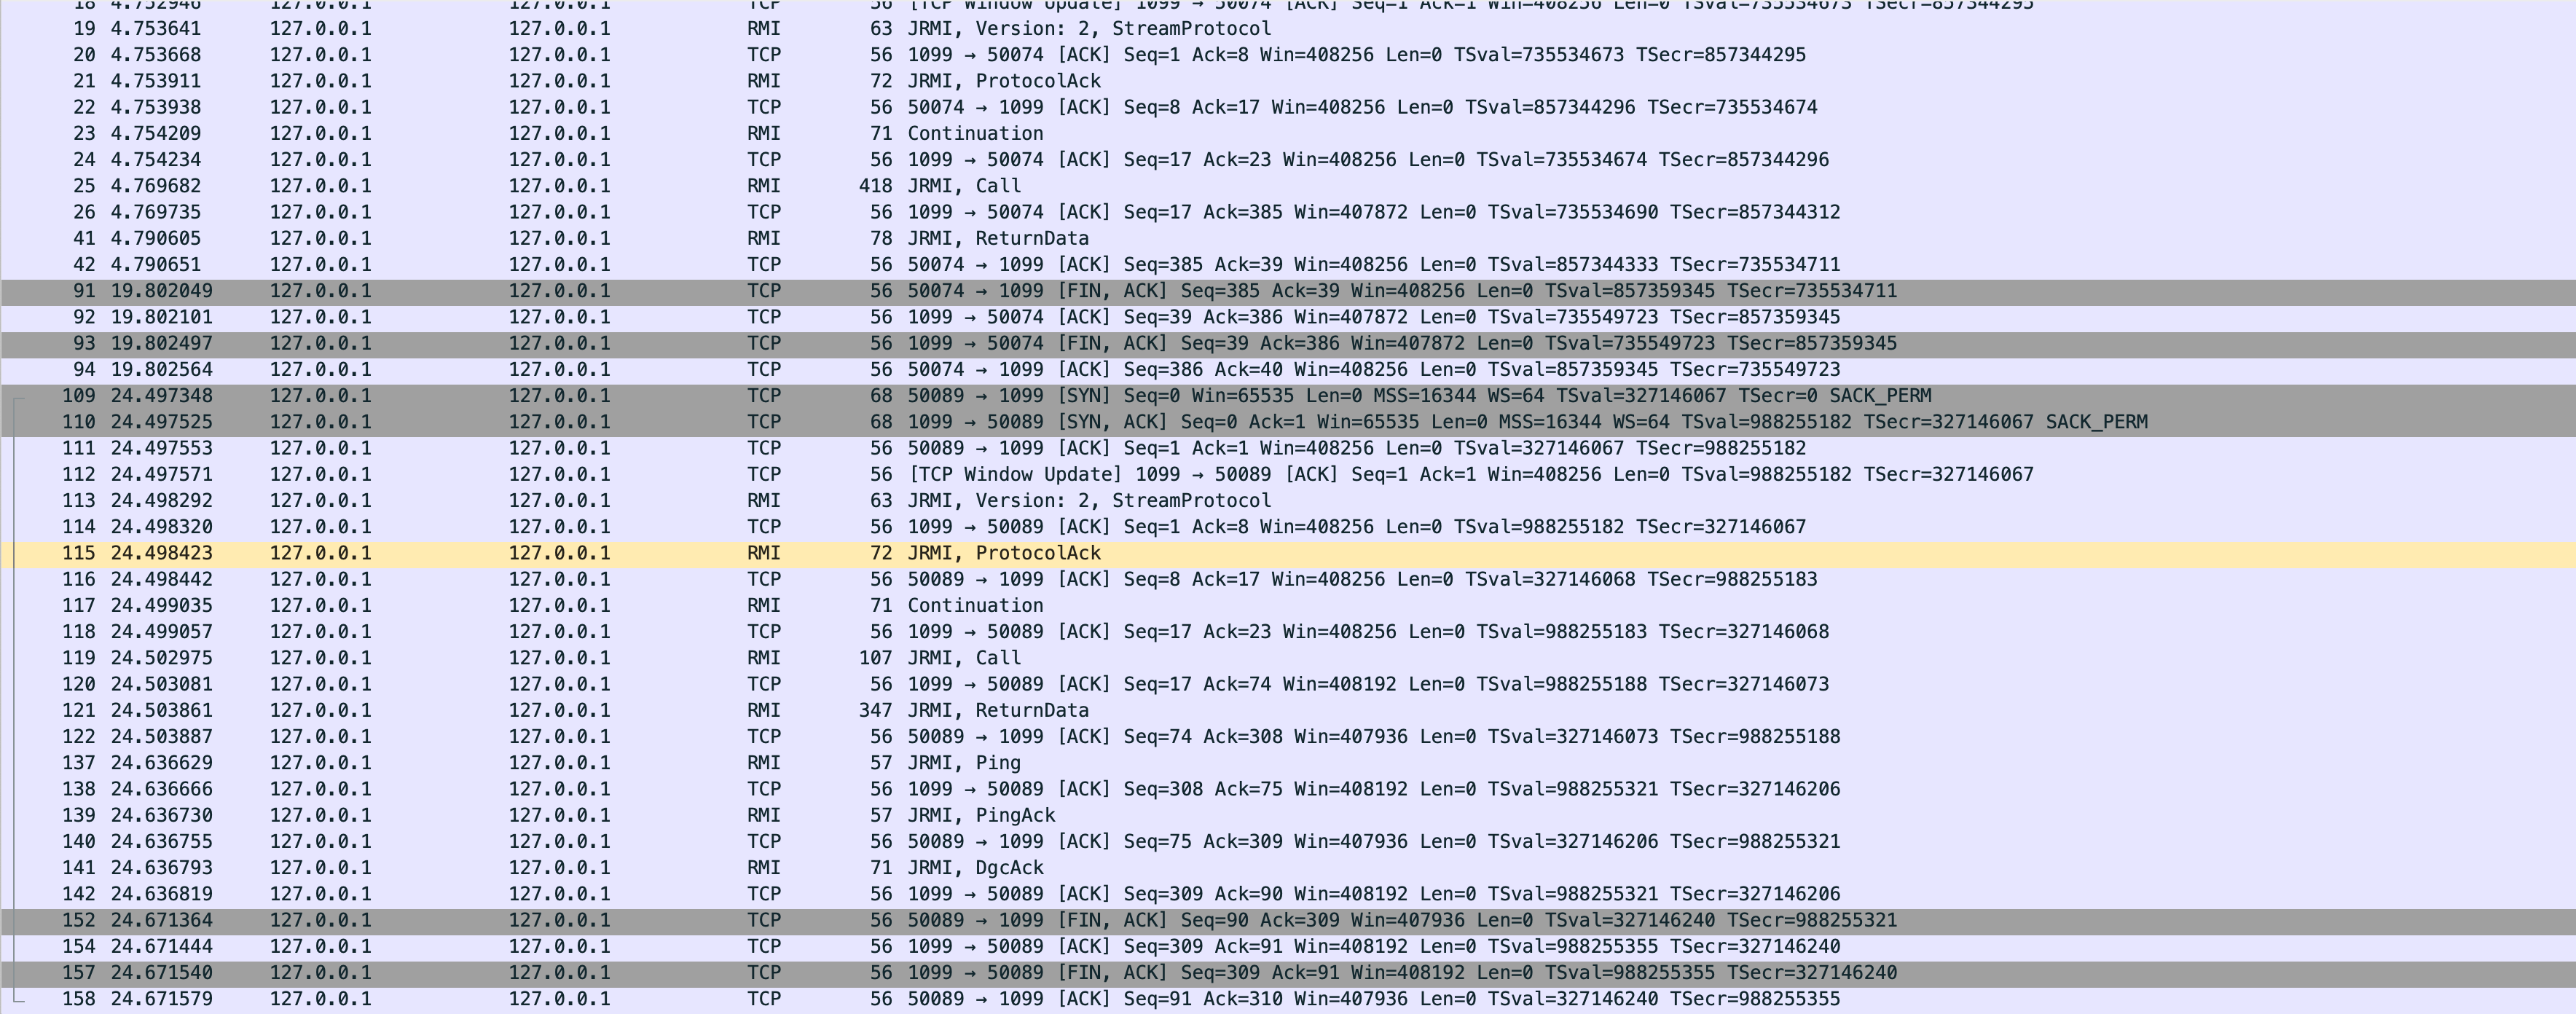 18 4.752946 127.0.0.1 127.0.0.1 TCP 56 [TCP Window Update] 1099 → 50074 [ACK] Seq=1 Ack=1 Win=408256 Len=0 TSval=735534673 TSecr=857344295
19 4.753641 127.0.0.1 127.0.0.1 RMI 63 JRMI, Version: 2, StreamProtocol
20 4.753668 127.0.0.1 127.0.0.1 TCP 56 1099 → 50074 [ACK] Seq=1 Ack=8 Win=408256 Len=0 TSval=735534673 TSecr=857344295
21 4.753911 127.0.0.1 127.0.0.1 RMI 72 JRMI, ProtocolAck
22 4.753938 127.0.0.1 127.0.0.1 TCP 56 50074 → 1099 [ACK] Seq=8 Ack=17 Win=408256 Len=0 TSval=857344296 TSecr=735534674
23 4.754209 127.0.0.1 127.0.0.1 RMI 71 Continuation
24 4.754234 127.0.0.1 127.0.0.1 TCP 56 1099 → 50074 [ACK] Seq=17 Ack=23 Win=408256 Len=0 TSval=735534674 TSecr=857344296
25 4.769682 127.0.0.1 127.0.0.1 RMI 418 JRMI, Call
26 4.769735 127.0.0.1 127.0.0.1 TCP 56 1099 → 50074 [ACK] Seq=17 Ack=385 Win=407872 Len=0 TSval=735534690 TSecr=857344312
41 4.790605 127.0.0.1 127.0.0.1 RMI 78 JRMI, ReturnData
42 4.790651 127.0.0.1 127.0.0.1 TCP 56 50074 → 1099 [ACK] Seq=385 Ack=39 Win=408256 Len=0 TSval=857344333 TSecr=735534711
91 19.802049 127.0.0.1 127.0.0.1 TCP 56 50074 → 1099 [FIN, ACK] Seq=385 Ack=39 Win=408256 Len=0 TSval=857359345 TSecr=735534711
92 19.802101 127.0.0.1 127.0.0.1 TCP 56 1099 → 50074 [ACK] Seq=39 Ack=386 Win=407872 Len=0 TSval=735549723 TSecr=857359345
93 19.802497 127.0.0.1 127.0.0.1 TCP 56 1099 → 50074 [FIN, ACK] Seq=39 Ack=386 Win=407872 Len=0 TSval=735549723 TSecr=857359345
94 19.802564 127.0.0.1 127.0.0.1 TCP 56 50074 → 1099 [ACK] Seq=386 Ack=40 Win=408256 Len=0 TSval=857359345 TSecr=735549723
109 24.497348 127.0.0.1 127.0.0.1 TCP 68 50089 → 1099 [SYN] Seq=0 Win=65535 Len=0 MSS=16344 WS=64 TSval=327146067 TSecr=0 SACK_PERM
110 24.497525 127.0.0.1 127.0.0.1 TCP 68 1099 → 50089 [SYN, ACK] Seq=0 Ack=1 Win=65535 Len=0 MSS=16344 WS=64 TSval=988255182 TSecr=327146067 SACK_PERM
111 24.497553 127.0.0.1 127.0.0.1 TCP 56 50089 → 1099 [ACK] Seq=1 Ack=1 Win=408256 Len=0 TSval=327146067 TSecr=988255182
112 24.497571 127.0.0.1 127.0.0.1 TCP 56 [TCP Window Update] 1099 → 50089 [ACK] Seq=1 Ack=1 Win=408256 Len=0 TSval=988255182 TSecr=327146067
113 24.498292 127.0.0.1 127.0.0.1 RMI 63 JRMI, Version: 2, StreamProtocol
114 24.498320 127.0.0.1 127.0.0.1 TCP 56 1099 → 50089 [ACK] Seq=1 Ack=8 Win=408256 Len=0 TSval=988255182 TSecr=327146067
115 24.498423 127.0.0.1 127.0.0.1 RMI 72 JRMI, ProtocolAck
116 24.498442 127.0.0.1 127.0.0.1 TCP 56 50089 → 1099 [ACK] Seq=8 Ack=17 Win=408256 Len=0 TSval=327146068 TSecr=988255183
117 24.499035 127.0.0.1 127.0.0.1 RMI 71 Continuation
118 24.499057 127.0.0.1 127.0.0.1 TCP 56 1099 → 50089 [ACK] Seq=17 Ack=23 Win=408256 Len=0 TSval=988255183 TSecr=327146068
119 24.502975 127.0.0.1 127.0.0.1 RMI 107 JRMI, Call
120 24.503081 127.0.0.1 127.0.0.1 TCP 56 1099 → 50089 [ACK] Seq=17 Ack=74 Win=408192 Len=0 TSval=988255188 TSecr=327146073
121 24.503861 127.0.0.1 127.0.0.1 RMI 347 JRMI, ReturnData
122 24.503887 127.0.0.1 127.0.0.1 TCP 56 50089 → 1099 [ACK] Seq=74 Ack=308 Win=407936 Len=0 TSval=327146073 TSecr=988255188
137 24.636629 127.0.0.1 127.0.0.1 RMI 57 JRMI, Ping
138 24.636666 127.0.0.1 127.0.0.1 TCP 56 1099 → 50089 [ACK] Seq=308 Ack=75 Win=408192 Len=0 TSval=988255321 TSecr=327146206
139 24.636730 127.0.0.1 127.0.0.1 RMI 57 JRMI, PingAck
140 24.636755 127.0.0.1 127.0.0.1 TCP 56 50089 → 1099 [ACK] Seq=75 Ack=309 Win=407936 Len=0 TSval=327146206 TSecr=988255321
141 24.636793 127.0.0.1 127.0.0.1 RMI 71 JRMI, DgcAck
142 24.636819 127.0.0.1 127.0.0.1 TCP 56 1099 → 50089 [ACK] Seq=309 Ack=90 Win=408192 Len=0 TSval=988255321 TSecr=327146206
152 24.671364 127.0.0.1 127.0.0.1 TCP 56 50089 → 1099 [FIN, ACK] Seq=90 Ack=309 Win=407936 Len=0 TSval=327146240 TSecr=988255321
154 24.671444 127.0.0.1 127.0.0.1 TCP 56 1099 → 50089 [ACK] Seq=309 Ack=91 Win=408192 Len=0 TSval=988255355 TSecr=327146240
157 24.671540 127.0.0.1 127.0.0.1 TCP 56 1099 → 50089 [FIN, ACK] Seq=309 Ack=91 Win=408192 Len=0 TSval=988255355 TSecr=327146240
158 24.671579 127.0.0.1 127.0.0.1 TCP 56 50089 → 1099 [ACK] Seq=91 Ack=310 Win=407936 Len=0 TSval=327146240 TSecr=988255355